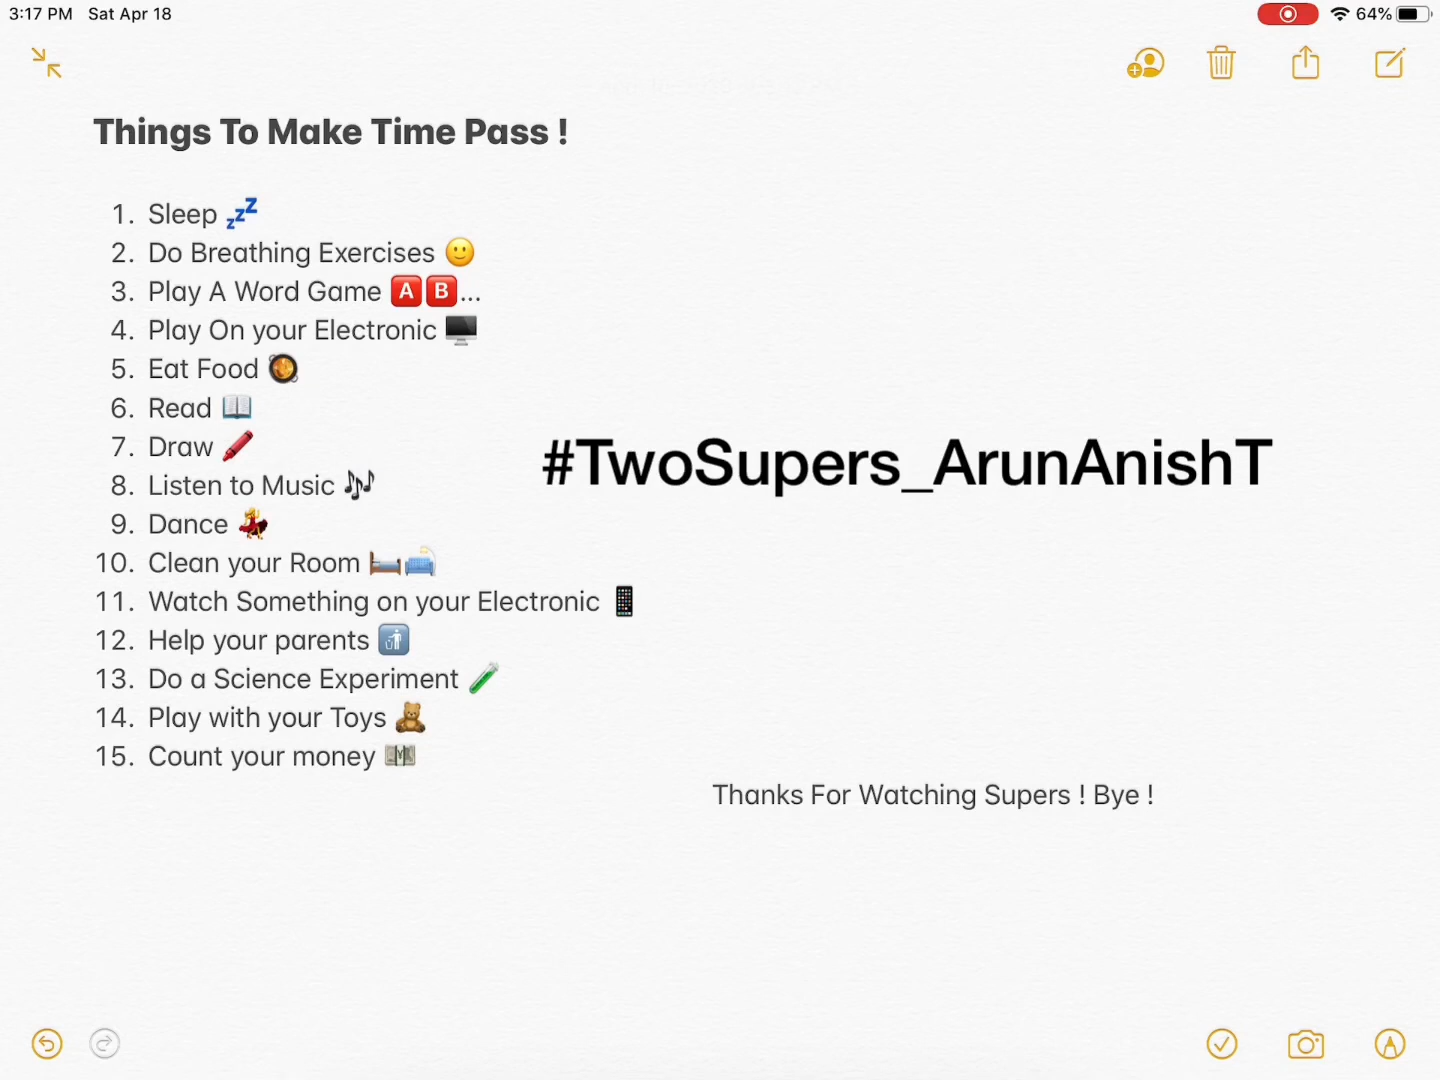 3:17 PM Sat Apr 18 64%
Things To Make Time Pass !
1. Sleep 💤
2. Do Breathing Exercises 🙂
3. Play A Word Game 🅰️🅱️...
4. Play On your Electronic 🖥️
5. Eat Food 🥘
6. Read 📖
7. Draw 🖍️
#TwoSupers_ArunAnishT
8. Listen to Music 🎶
9. Dance 💃
10. Clean your Room 🛏️🛋️
11. Watch Something on your Electronic 📱
12. Help your parents 🚮
13. Do a Science Experiment 🧪
14. Play with your Toys 🧸
15. Count your money 💵
Thanks For Watching Supers ! Bye !